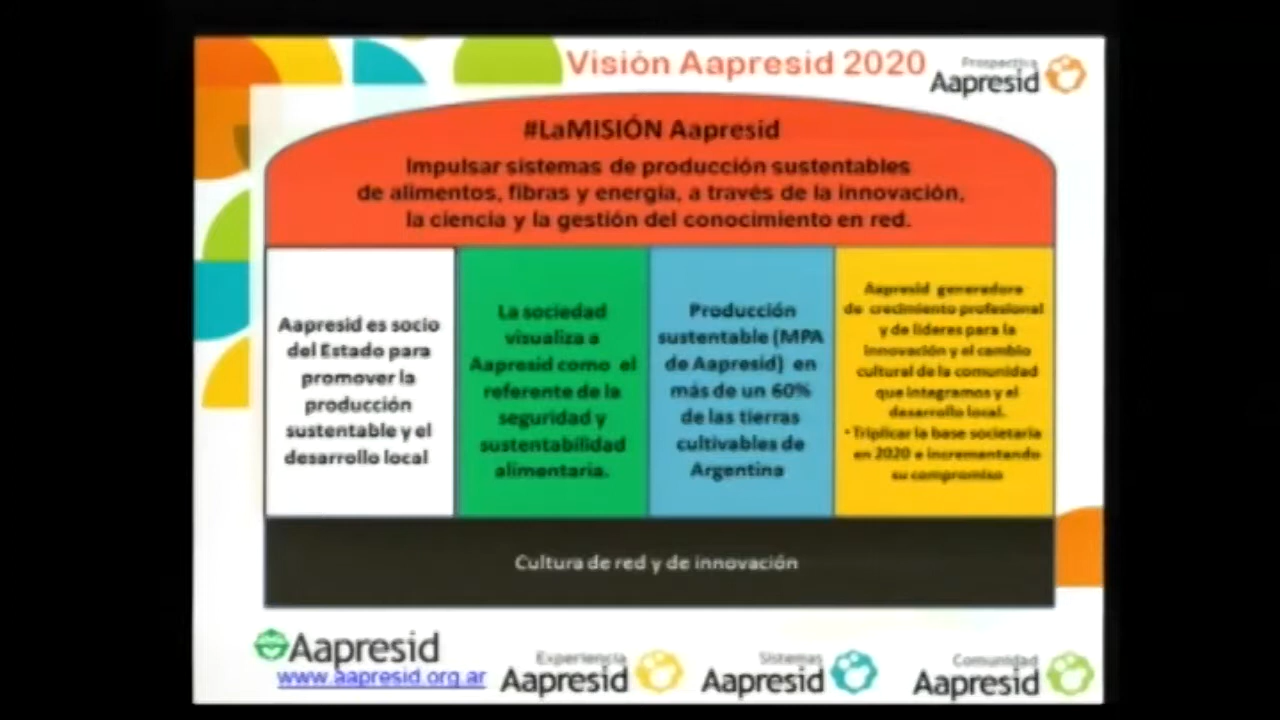 Visión Aapresid 2020
Prospectiva
Aapresid
#LaMISIÓN Aapresid
Impulsar sistemas de producción sustentables
de alimentos, fibras y energía, a través de la innovación,
la ciencia y la gestión del conocimiento en red.
Aapresid es socio
del Estado para
promover la
producción
sustentable y el
desarrollo local
La sociedad
visualiza a
Aapresid como el
referente de la
seguridad y
sustentabilidad
alimentaria.
Producción
sustentable (MPA
de Aapresid) en
más de un 60%
de las tierras
cultivables de
Argentina
Aapresid generadora
de crecimiento profesional
y de líderes para la
innovación y el cambio
cultural de la comunidad
que integramos y el
desarrollo local.
• Triplicar la base societaria
en 2020 e incrementando
su compromiso
Cultura de red y de innovación
Aapresid
www.aapresid.org.ar
Experiencia
Aapresid
Sistemas
Aapresid
Comunidad
Aapresid